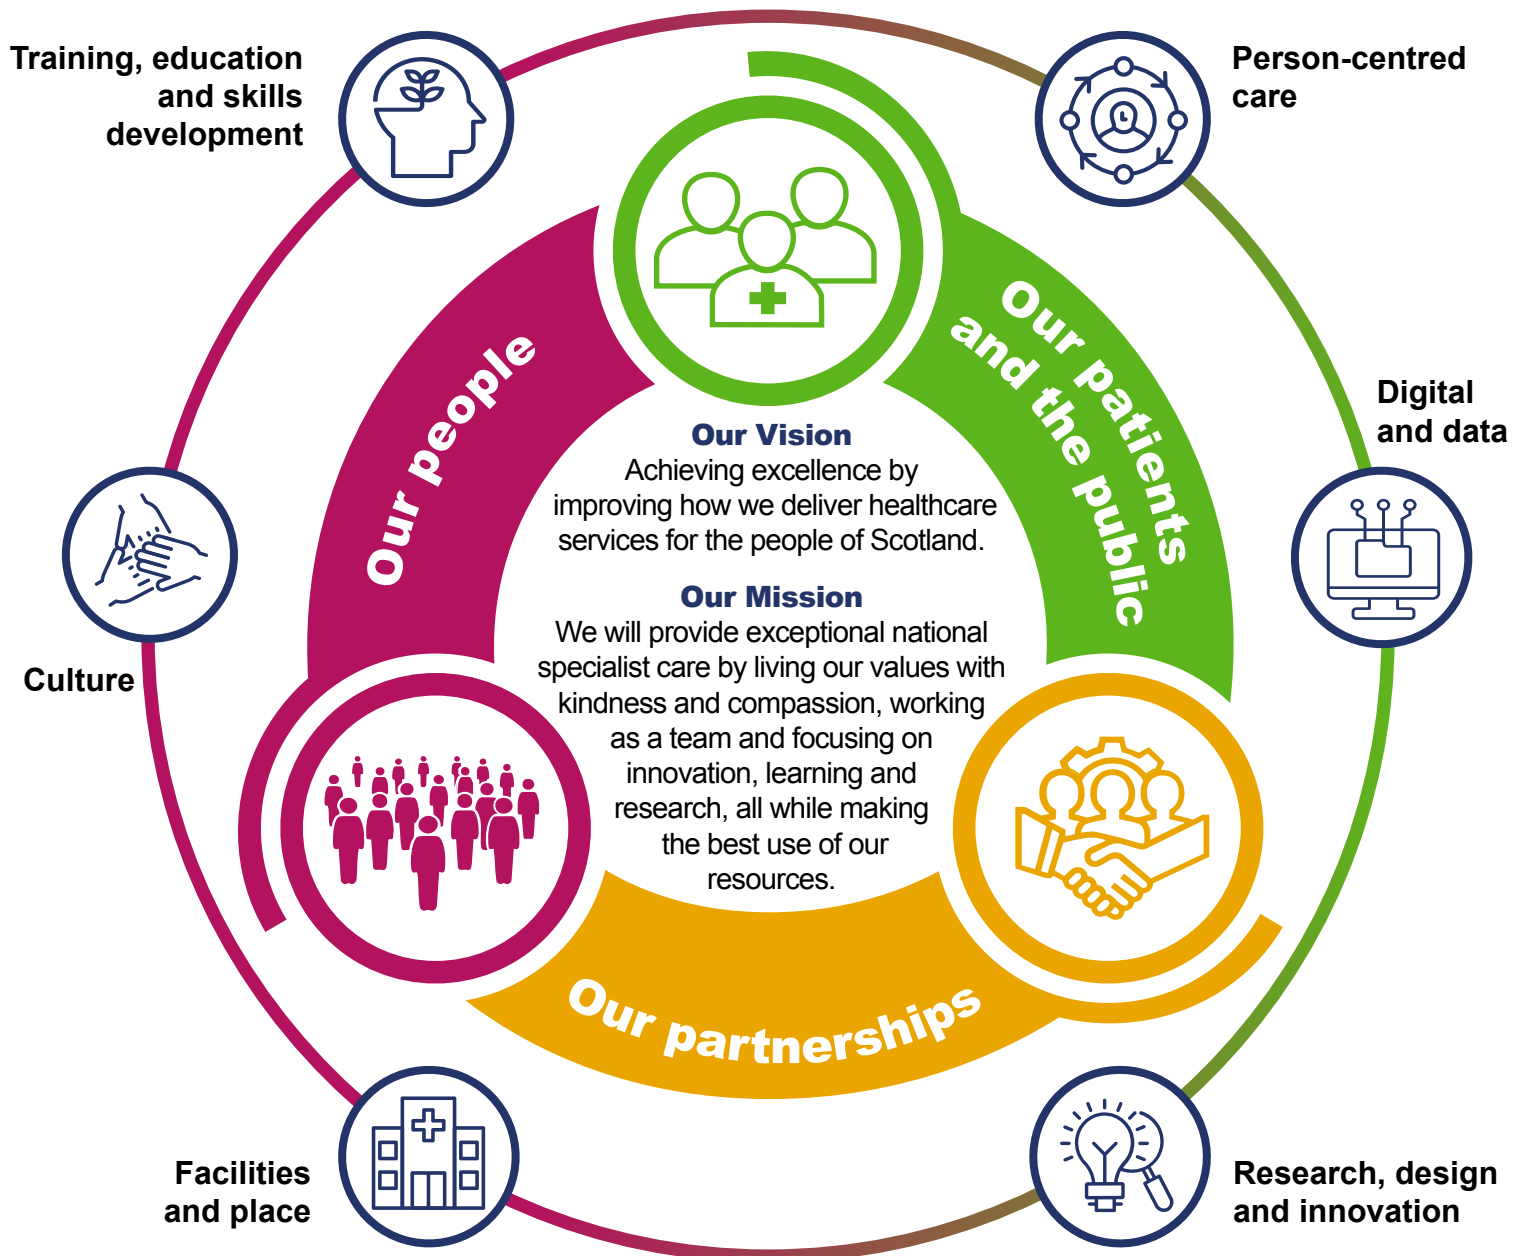 Training, education
and skills
development
Person-centred
care
Our people
Our patients
and the public
Digital
and data
Our Vision
Achieving excellence by
improving how we deliver healthcare
services for the people of Scotland.
Our Mission
We will provide exceptional national
specialist care by living our values with
kindness and compassion, working
as a team and focusing on
innovation, learning and
research, all while making
the best use of our
resources.
Culture
Our partnerships
Facilities
and place
Research, design
and innovation